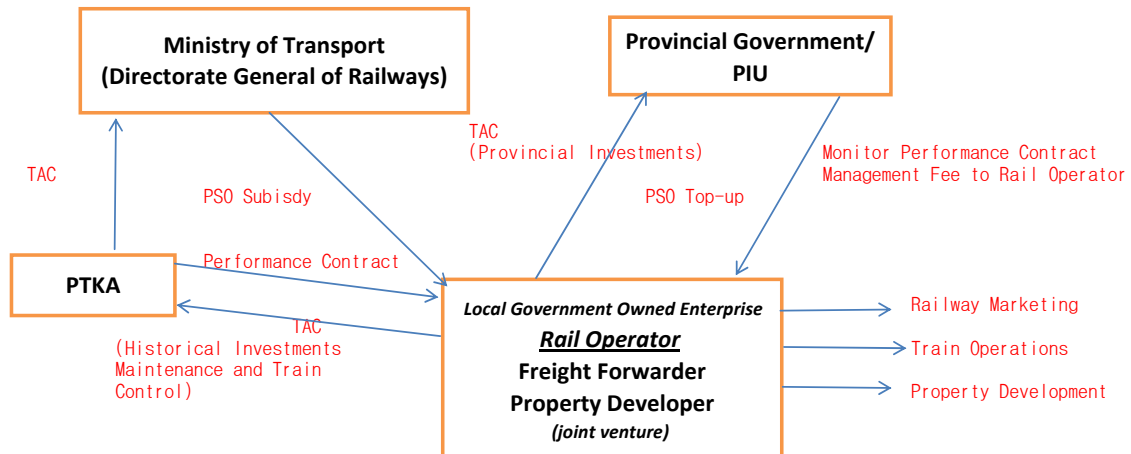 Ministry of Transport
(Directorate General of Railways)
Provincial Government/
PIU
TAC
(Provincial Investments)
Monitor Performance Contract
Management Fee to Rail Operator
TAC
PSO Subisdy
PSO Top-up
Performance Contract
PTKA
TAC
(Historical Investments
Maintenance and Train
Control)
Local Government Owned Enterprise
Rail Operator
Freight Forwarder
Property Developer
(joint venture)
Railway Marketing
Train Operations
Property Development